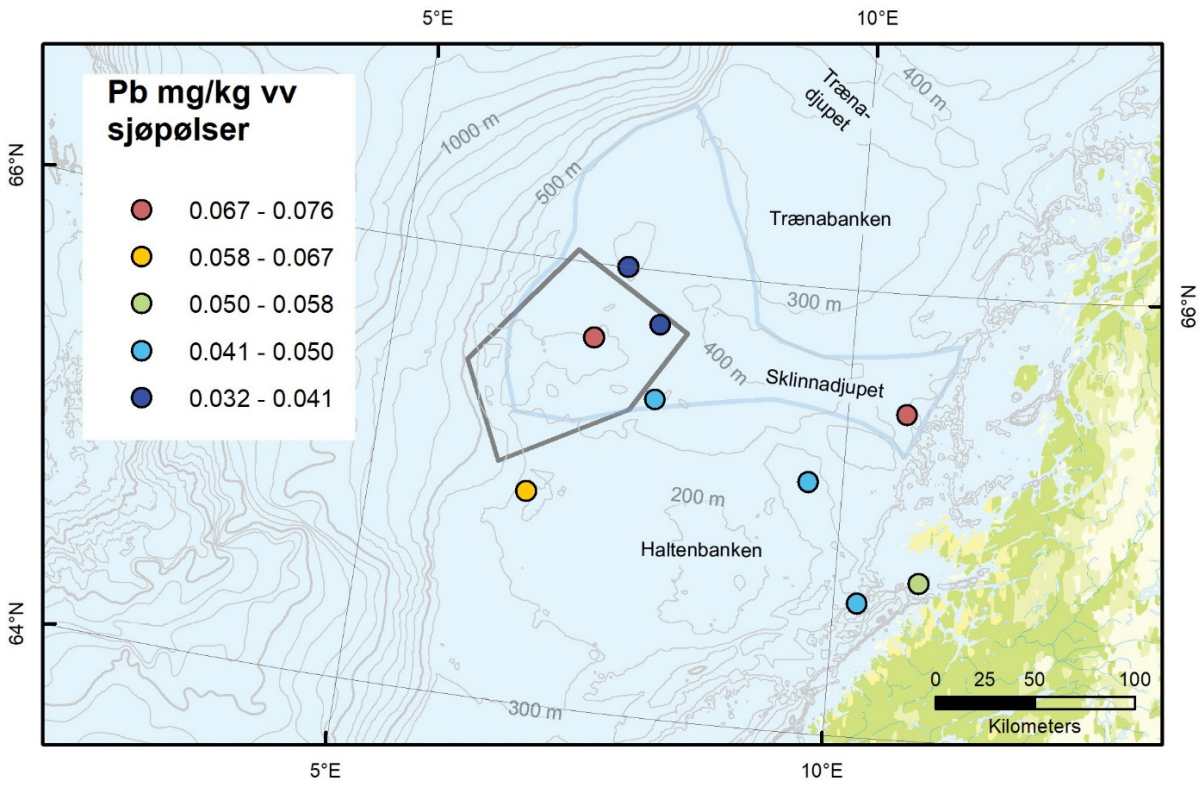 5°E
10°E
Pb mg/kg vv
sjøpølser
0.067 - 0.076
0.058 - 0.067
0.050 - 0.058
0.041 - 0.050
0.032 - 0.041
66°N
64°N
1000 m
500 m
Træna-
djupet
400 m
Trænabanken
300 m
66°N
400 m
Sklinnadjupet
200 m
Haltenbanken
300 m
0 25 50 100
Kilometers
5°E
10°E